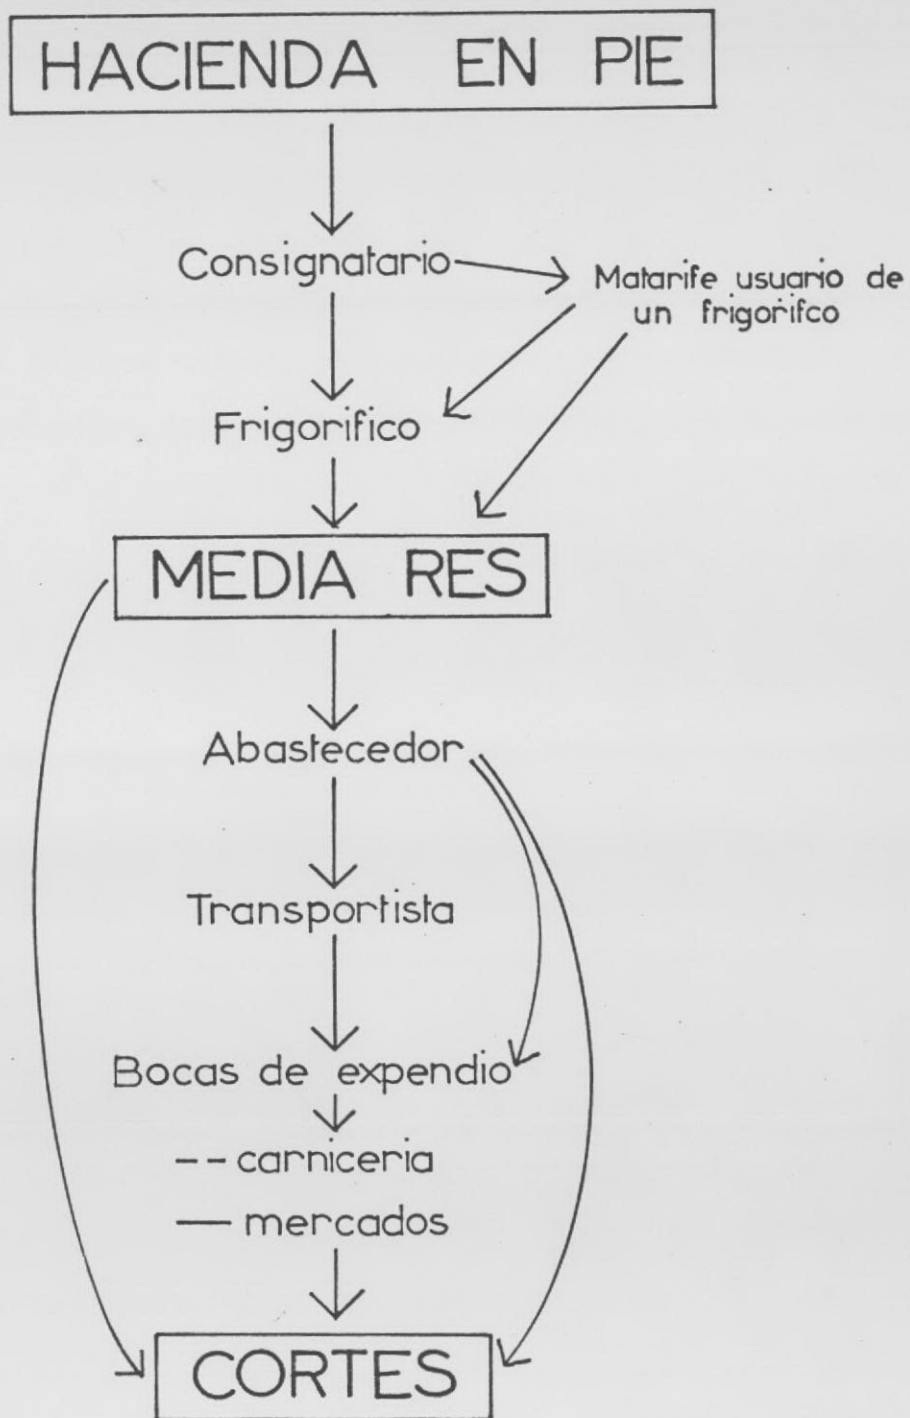 HACIENDA EN PIE
Consignatario
Matarife usuario de
un frigorifco
Frigorifico
MEDIA RES
Abastecedor
Transportista
Bocas de expendio
-- carniceria
— mercados
CORTES